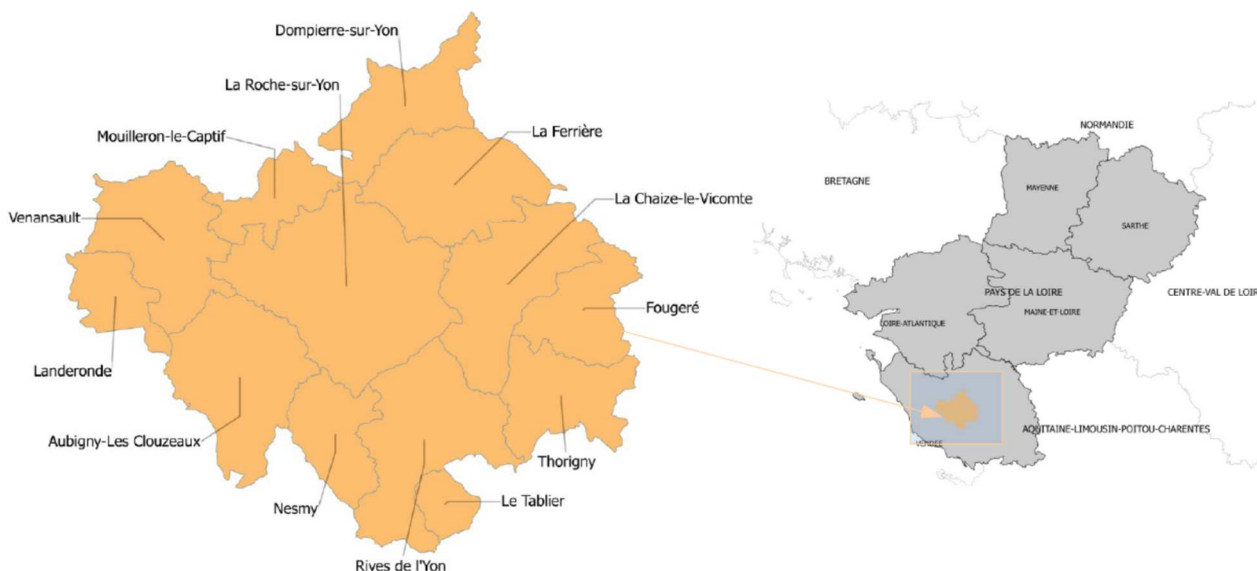 Dompierre-sur-Yon
La Roche-sur-Yon
Mouilleron-le-Captif
La Ferrière
La Chaize-le-Vicomte
Venansault
Fougeré
Landeronde
Aubigny-Les Clouzeaux
Thorigny
Nesmy
Le Tablier
Rives de l'Yon
NORMANDIE
BRETAGNE
MAYENNE
SARTHE
PAYS DE LA LOIRE
CENTRE-VAL DE LOIR
MAINE-ET-LOIRE
LOIRE-ATLANTIQUE
AQUITAINE-LIMOUSIN-POITOU-CHARENTES
VENDEE